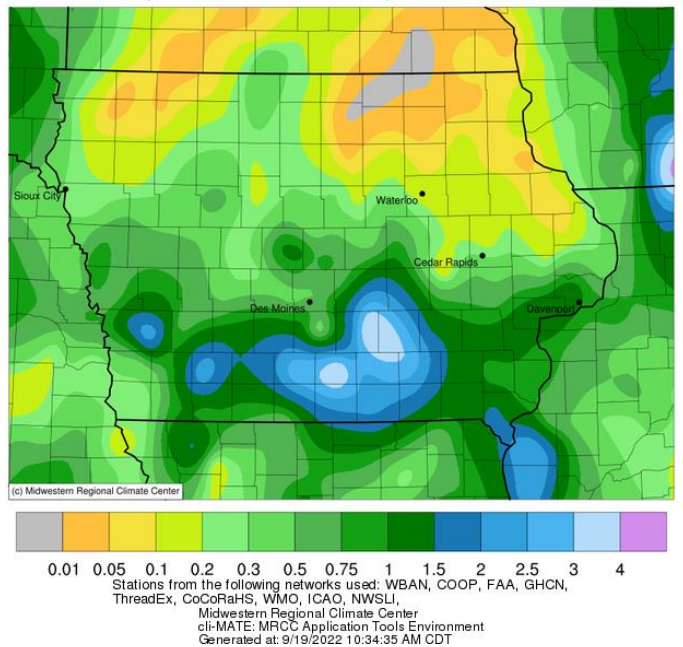 Sioux City
Waterloo
Cedar Rapids
Des Moines
Davenport
(c) Midwestern Regional Climate Center
0.01 0.05 0.1 0.2 0.3 0.5 0.75 1 1.5 2 2.5 3 4
Stations from the following networks used: WBAN, COOP, FAA, GHCN,
ThreadEx, CoCoRaHS, WMO, ICAO, NWSLI,
Midwestern Regional Climate Center
cli-MATE: MRCC Application Tools Environment
Generated at: 9/19/2022 10:34:35 AM CDT